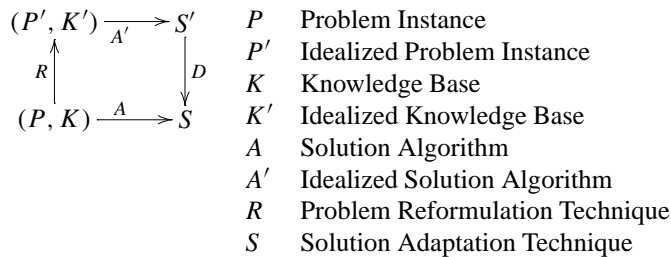 (P′, K′) A′ S′
R D
(P, K) A S
P Problem Instance
P′ Idealized Problem Instance
K Knowledge Base
K′ Idealized Knowledge Base
A Solution Algorithm
A′ Idealized Solution Algorithm
R Problem Reformulation Technique
S Solution Adaptation Technique